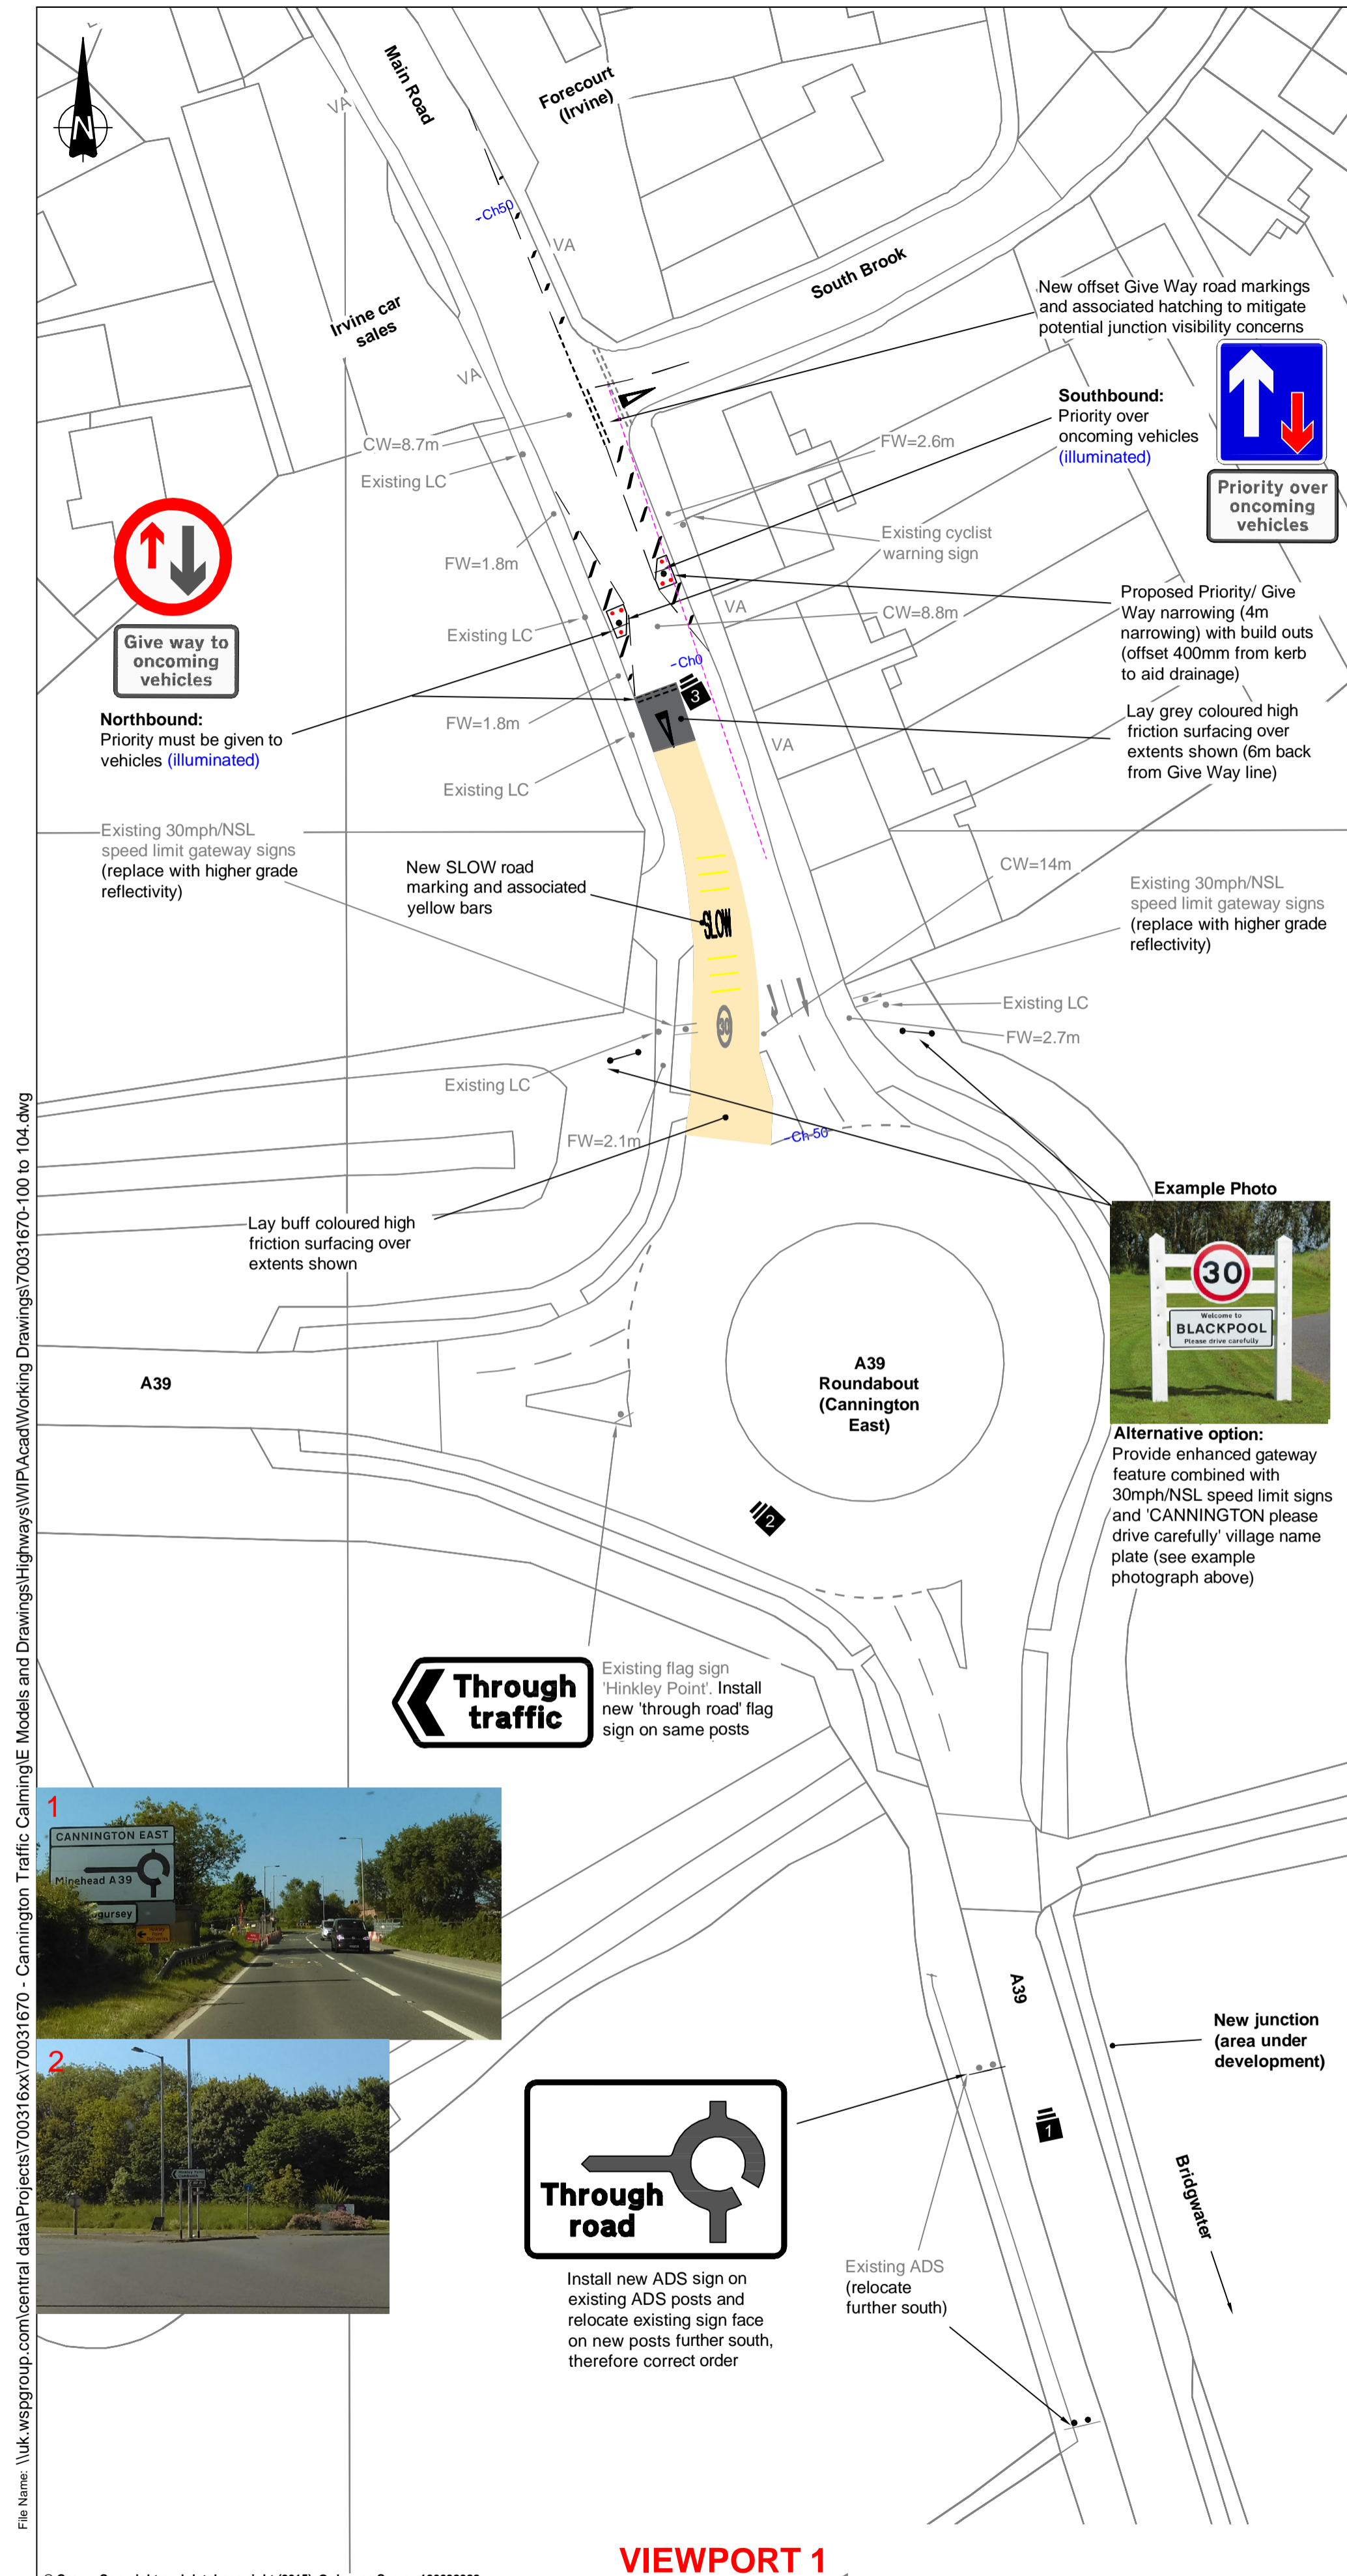 N
Main Road
Forecourt
(Irvine)
VA
Ch50
VA
South Brook
Irvine car
sales
VA
New offset Give Way road markings
and associated hatching to mitigate
potential junction visibility concerns
Southbound:
Priority over
oncoming vehicles
(illuminated)
Priority over
oncoming
vehicles
CW=8.7m
Existing LC
FW=2.6m
Existing cyclist
warning sign
FW=1.8m
VA
CW=8.8m
Proposed Priority/ Give
Way narrowing (4m
narrowing) with build outs
(offset 400mm from kerb
to aid drainage)
Existing LC
Give way to
oncoming
vehicles
Ch0
3
Northbound:
Priority must be given to
vehicles (illuminated)
FW=1.8m
VA
Lay grey coloured high
friction surfacing over
extents shown (6m back
from Give Way line)
Existing LC
Existing 30mph/NSL
speed limit gateway signs
(replace with higher grade
reflectivity)
New SLOW road
marking and associated
yellow bars
SLOW
CW=14m
Existing 30mph/NSL
speed limit gateway signs
(replace with higher grade
reflectivity)
30
Existing LC
FW=2.7m
Existing LC
FW=2.1m
Ch-50
Lay buff coloured high
friction surfacing over
extents shown
Example Photo
30
Welcome to
BLACKPOOL
Please drive carefully
A39
A39
Roundabout
(Cannington
East)
Alternative option:
Provide enhanced gateway
feature combined with
30mph/NSL speed limit signs
and 'CANNINGTON please
drive carefully' village name
plate (see example
photograph above)
2
Through
traffic
Existing flag sign
'Hinkley Point'. Install
new 'through road' flag
sign on same posts
1
CANNINGTON EAST
Minehead A39
gursey
A39
New junction
(area under
development)
2
1
Through
road
Bridgwater
Existing ADS
(relocate
further south)
Install new ADS sign on
existing ADS posts and
relocate existing sign face
on new posts further south,
therefore correct order
VIEWPORT 1
File Name: \\uk.wspgroup.com\central data\Projects\700316xx\70031670 - Cannington Traffic Calming\E Models and Drawings\Highways\WIP\Acad\Working Drawings\70031670-100 to 104.dwg